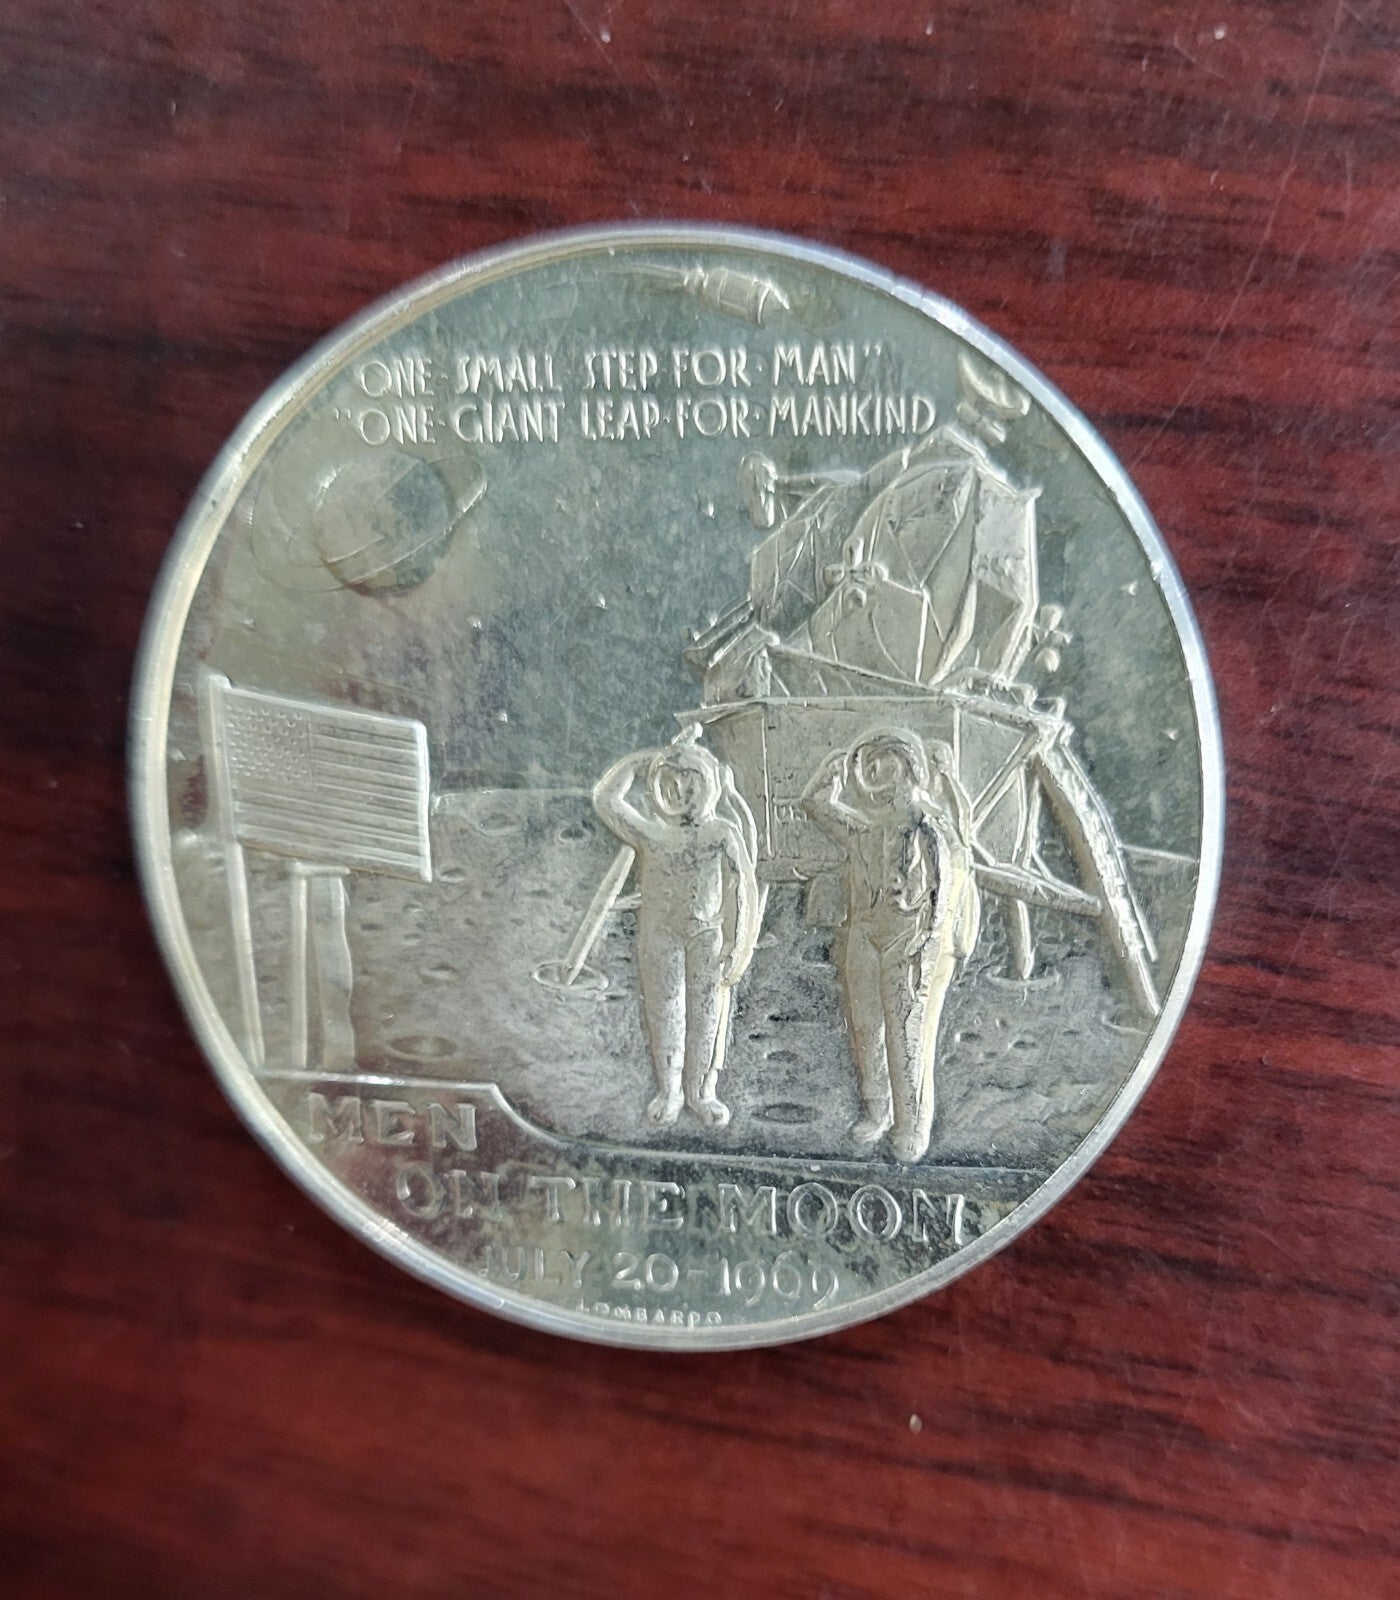 "ONE·SMALL STEP FOR·MAN"
"ONE·GIANT LEAP·FOR·MANKIND
MEN
ON THE MOON
JULY 20-1969
LOMBARDO